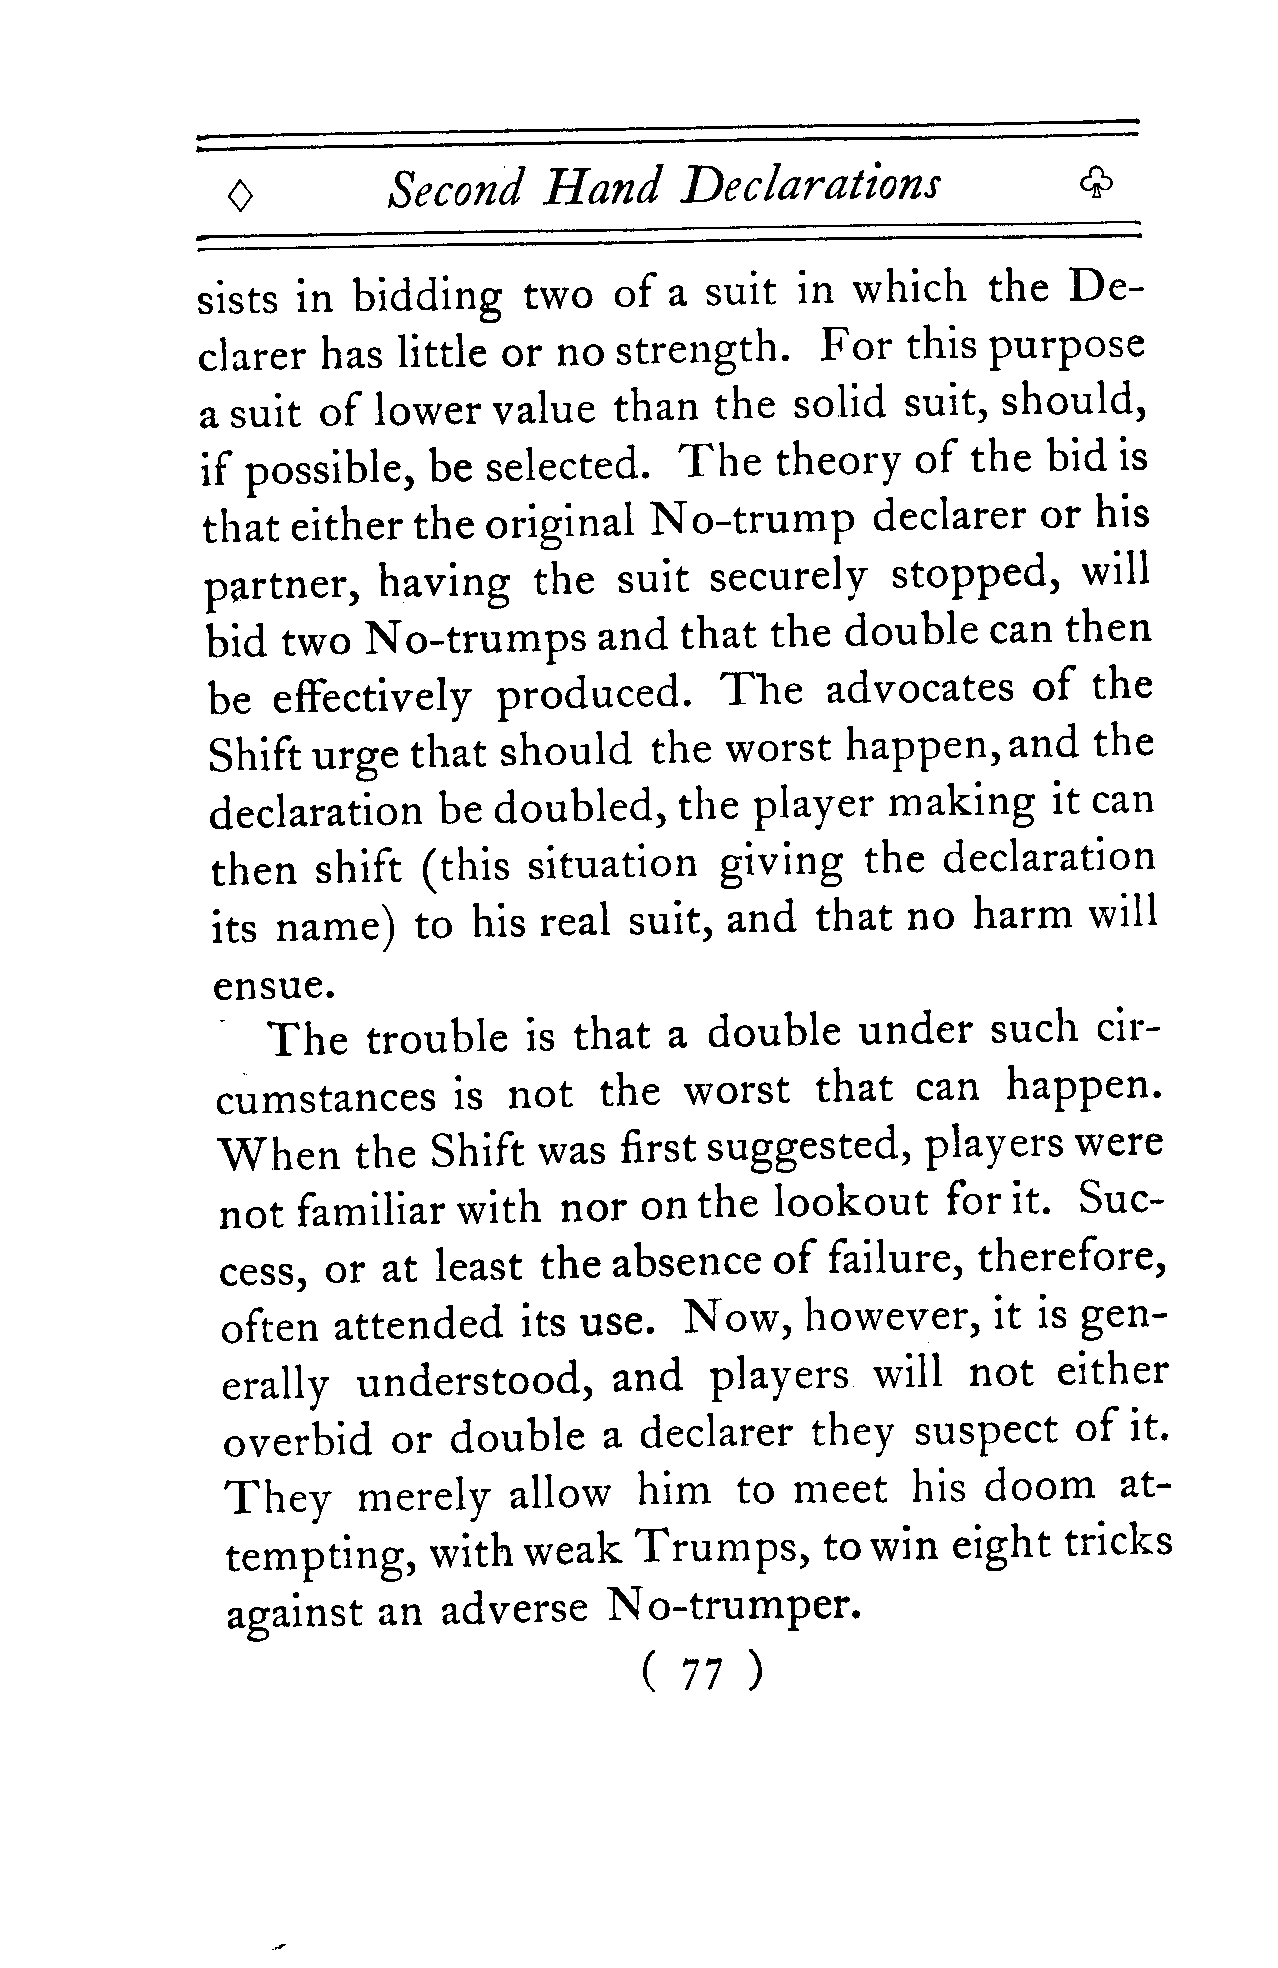 ◊ Second Hand Declarations ♧
sists in bidding two of a suit in which the De-
clarer has little or no strength. For this purpose
a suit of lower value than the solid suit, should,
if possible, be selected. The theory of the bid is
that either the original No-trump declarer or his
partner, having the suit securely stopped, will
bid two No-trumps and that the double can then
be effectively produced. The advocates of the
Shift urge that should the worst happen, and the
declaration be doubled, the player making it can
then shift (this situation giving the declaration
its name) to his real suit, and that no harm will
ensue.
The trouble is that a double under such cir-
cumstances is not the worst that can happen.
When the Shift was first suggested, players were
not familiar with nor on the lookout for it. Suc-
cess, or at least the absence of failure, therefore,
often attended its use. Now, however, it is gen-
erally understood, and players will not either
overbid or double a declarer they suspect of it.
They merely allow him to meet his doom at-
tempting, with weak Trumps, to win eight tricks
against an adverse No-trumper.
( 77 )